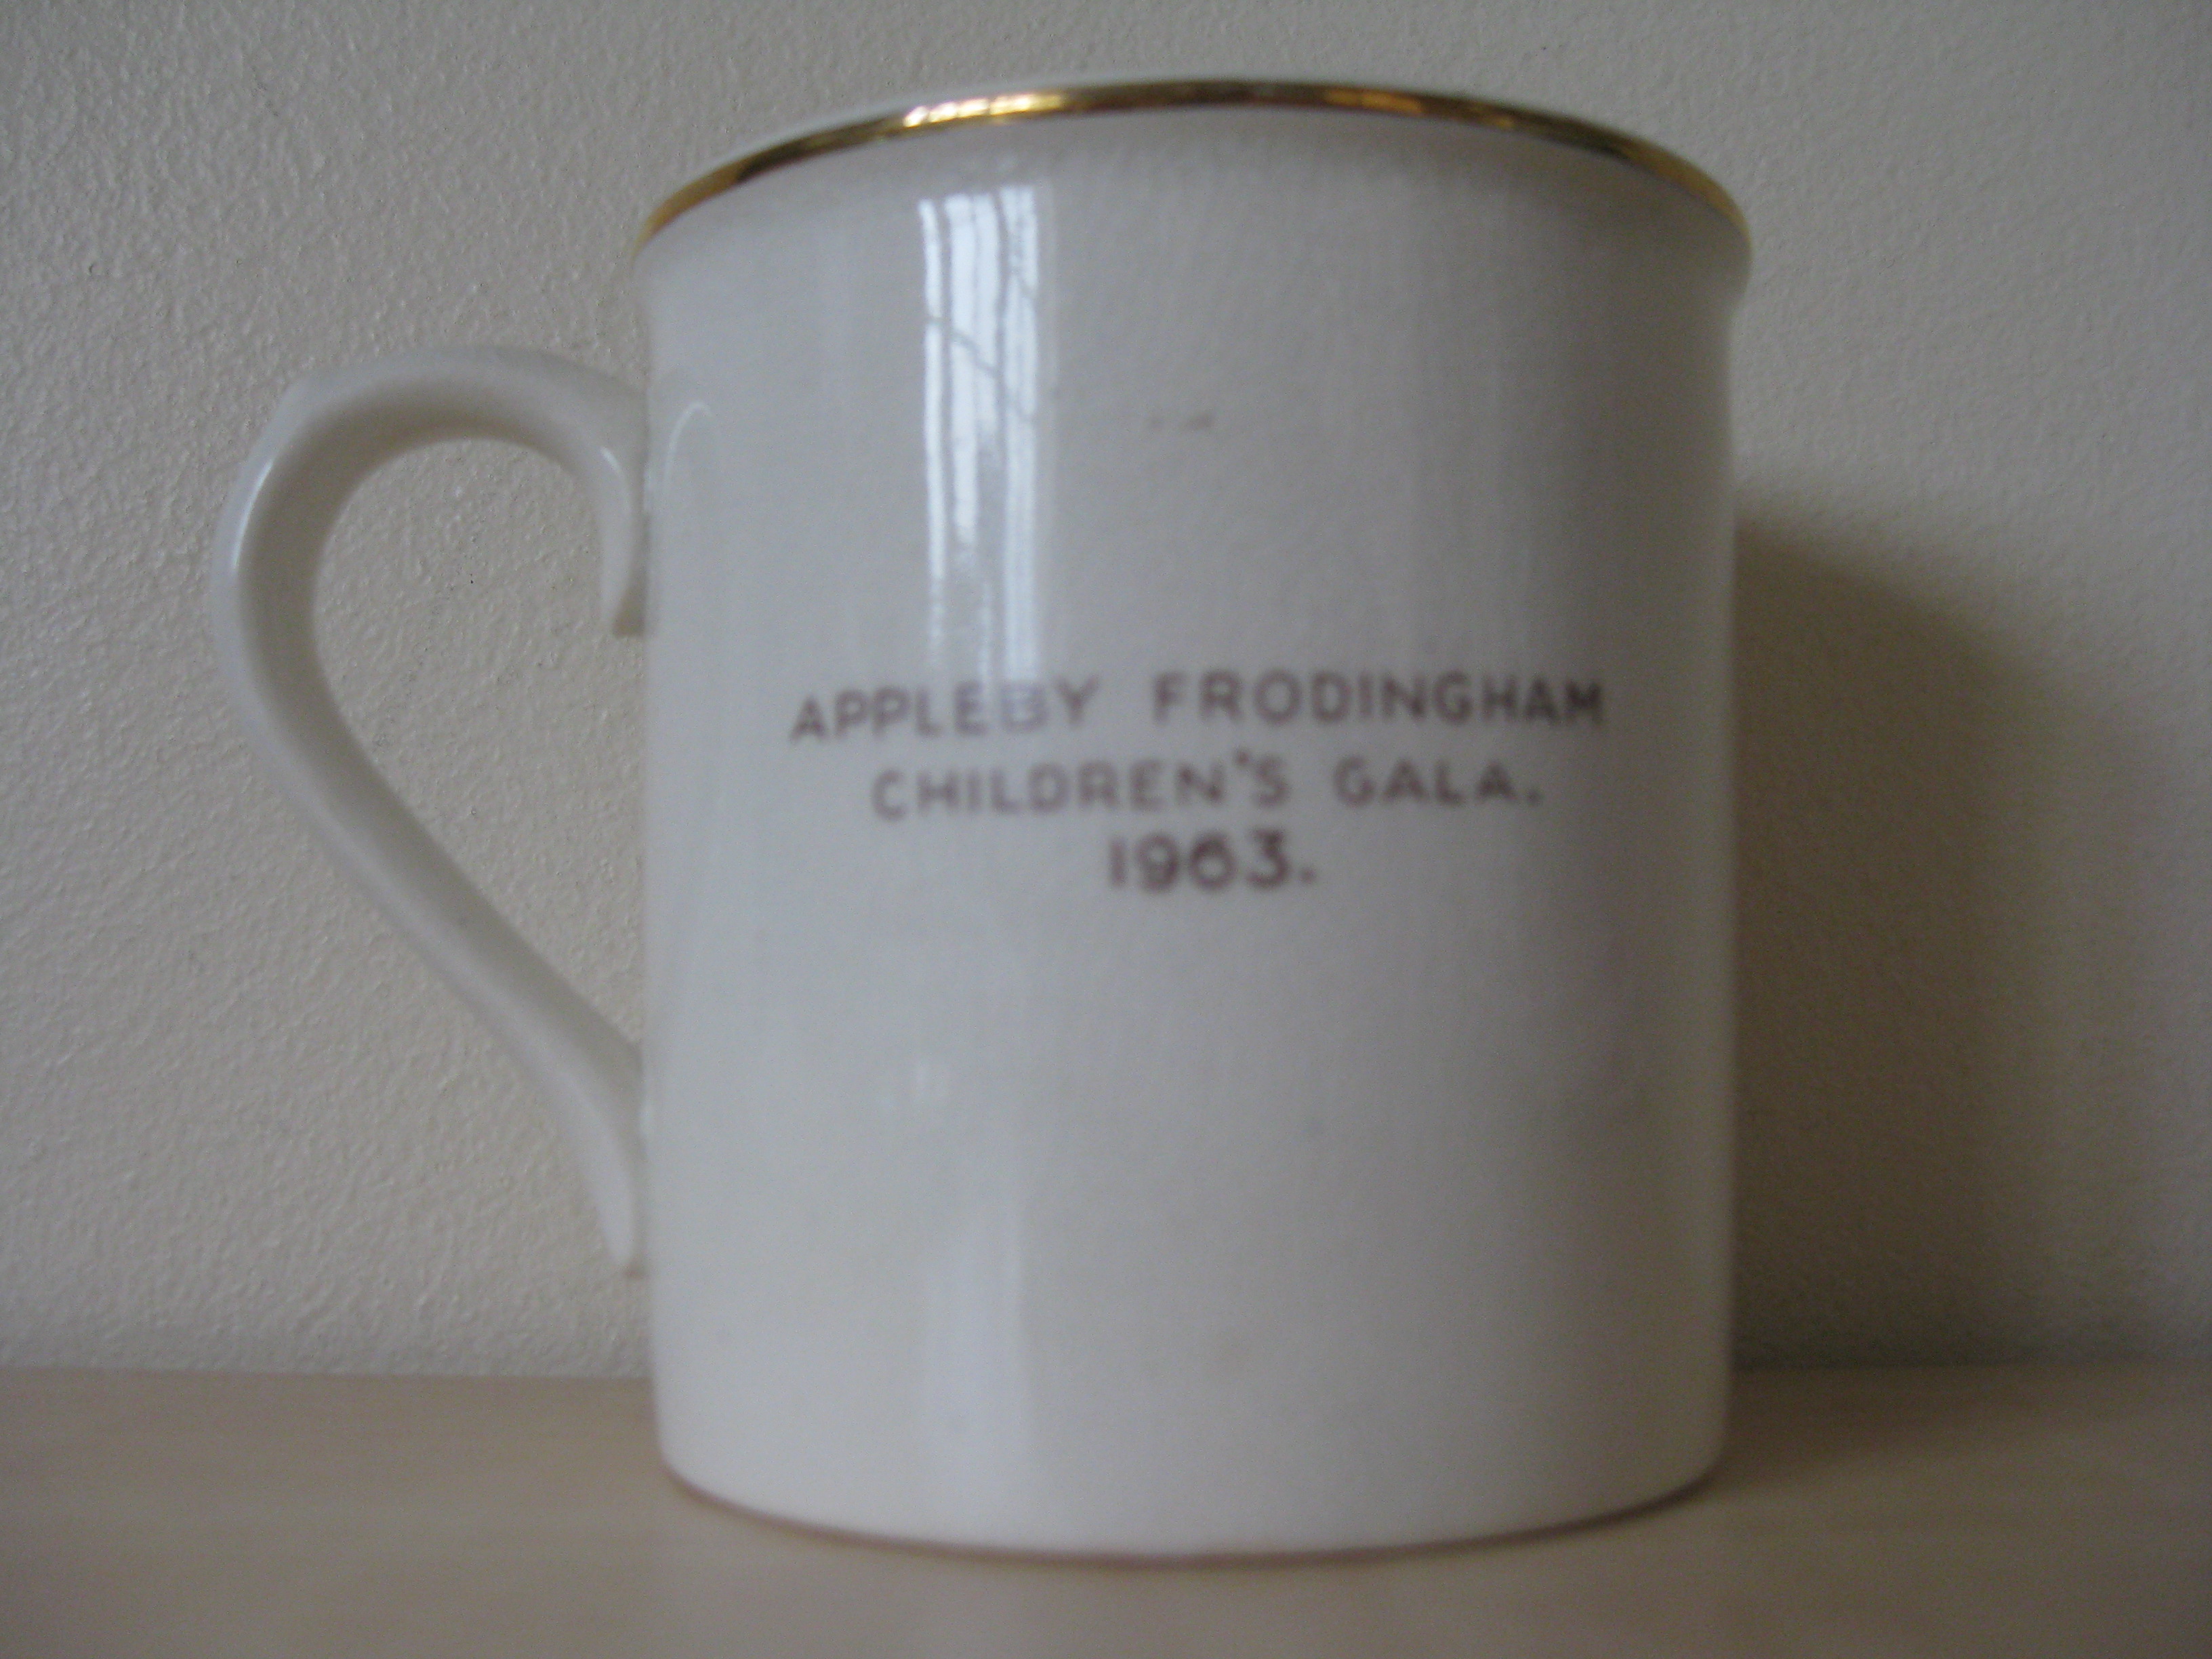 APPLEBY FRODINGHAM
CHILDREN'S GALA.
1963.